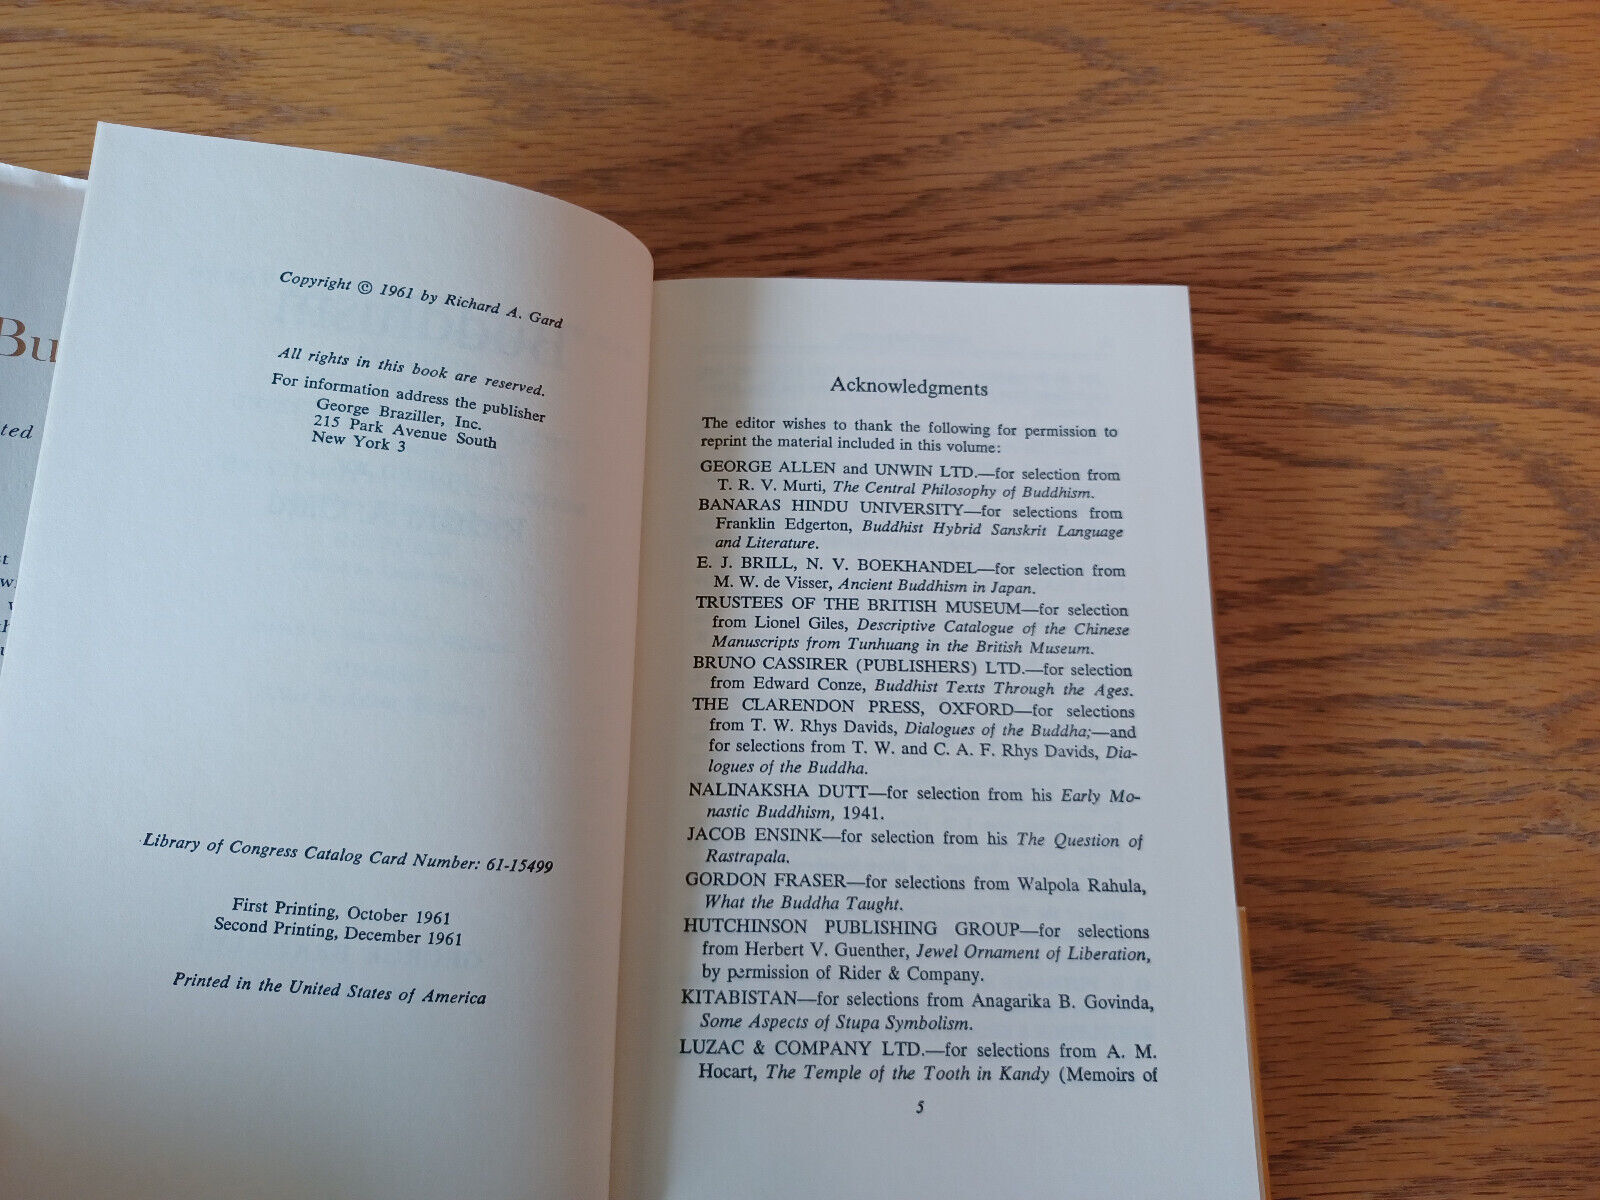 Bu
ted
Copyright © 1961 by Richard A. Gard
All rights in this book are reserved.
For information address the publisher
George Braziller, Inc.
215 Park Avenue South
New York 3
Library of Congress Catalog Card Number: 61-15499
First Printing, October 1961
Second Printing, December 1961
Printed in the United States of America
Acknowledgments
The editor wishes to thank the following for permission to
reprint the material included in this volume:
GEORGE ALLEN and UNWIN LTD.—for selection from
T. R. V. Murti, The Central Philosophy of Buddhism.
BANARAS HINDU UNIVERSITY—for selections from
Franklin Edgerton, Buddhist Hybrid Sanskrit Language
and Literature.
E. J. BRILL, N. V. BOEKHANDEL—for selection from
M. W. de Visser, Ancient Buddhism in Japan.
TRUSTEES OF THE BRITISH MUSEUM—for selection
from Lionel Giles, Descriptive Catalogue of the Chinese
Manuscripts from Tunhuang in the British Museum.
BRUNO CASSIRER (PUBLISHERS) LTD.—for selection
from Edward Conze, Buddhist Texts Through the Ages.
THE CLARENDON PRESS, OXFORD—for selections
from T. W. Rhys Davids, Dialogues of the Buddha;—and
for selections from T. W. and C. A. F. Rhys Davids, Dia-
logues of the Buddha.
NALINAKSHA DUTT—for selection from his Early Mo-
nastic Buddhism, 1941.
JACOB ENSINK—for selection from his The Question of
Rastrapala.
GORDON FRASER—for selections from Walpola Rahula,
What the Buddha Taught.
HUTCHINSON PUBLISHING GROUP—for selections
from Herbert V. Guenther, Jewel Ornament of Liberation,
by permission of Rider & Company.
KITABISTAN—for selections from Anagarika B. Govinda,
Some Aspects of Stupa Symbolism.
LUZAC & COMPANY LTD.—for selections from A. M.
Hocart, The Temple of the Tooth in Kandy (Memoirs of
5